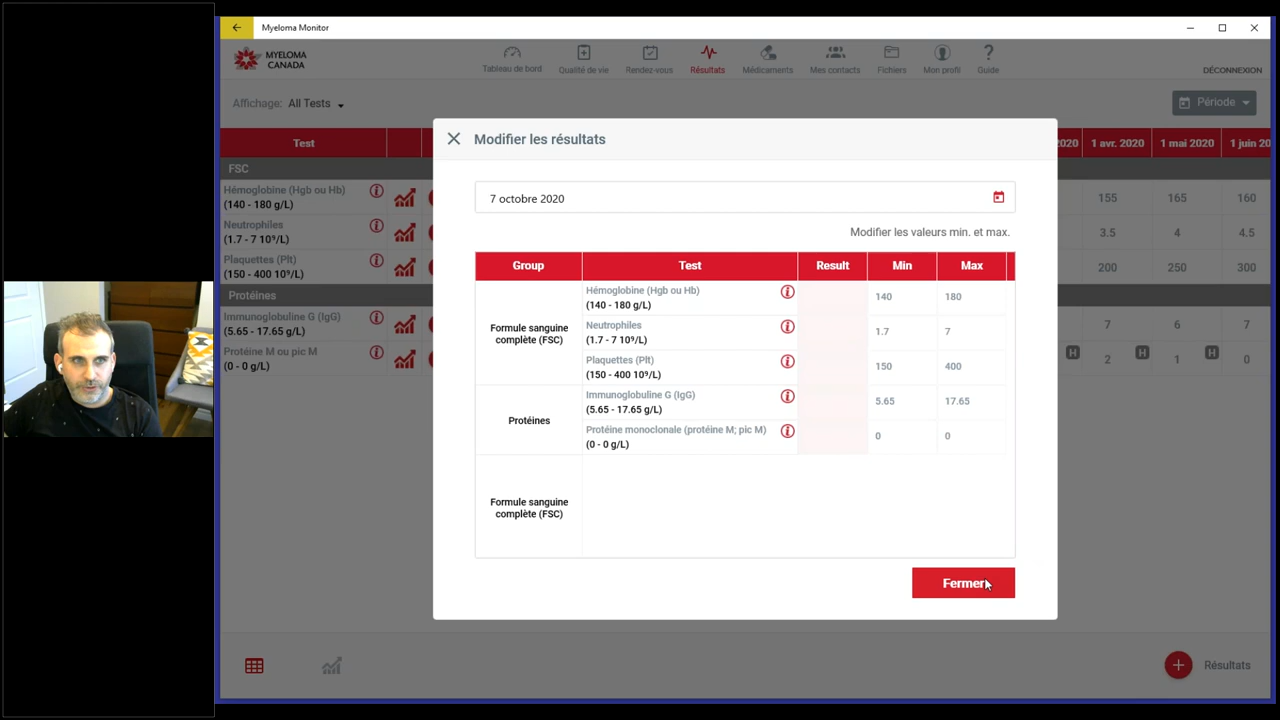 Myeloma Monitor
MYELOMA
CANADA
Tableau de bord
Qualité de vie
Rendez-vous
Résultats
Médicaments
Mes contacts
Fichiers
Mon profil
Guide
DÉCONNEXION
Affichage: All Tests
Période
Test
2020
1 avr. 2020
1 mai 2020
1 juin 20
FSC
Hémoglobine (Hgb ou Hb)
(140 - 180 g/L)
155
165
160
Neutrophiles
(1.7 - 7 10⁹/L)
3.5
4
4.5
Plaquettes (Plt)
(150 - 400 10⁹/L)
200
250
300
Protéines
Immunoglobuline G (IgG)
(5.65 - 17.65 g/L)
7
6
7
Protéine M ou pic M
(0 - 0 g/L)
H
2
H
1
H
0
Modifier les résultats
7 octobre 2020
Modifier les valeurs min. et max.
Group
Test
Result
Min
Max
Formule sanguine
complète (FSC)
Hémoglobine (Hgb ou Hb)
(140 - 180 g/L)
140
180
Neutrophiles
(1.7 - 7 10⁹/L)
1.7
7
Plaquettes (Plt)
(150 - 400 10⁹/L)
150
400
Protéines
Immunoglobuline G (IgG)
(5.65 - 17.65 g/L)
5.65
17.65
Protéine monoclonale (protéine M; pic M)
(0 - 0 g/L)
0
0
Formule sanguine
complète (FSC)
Fermer
Résultats